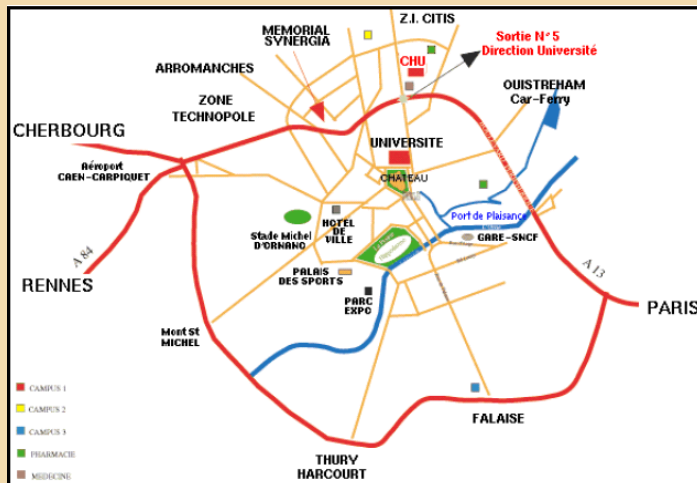 Z.I. CITIS
MEMORIAL
SYNERGIA
Sortie N° 5
Direction Université
CHU
ARROMANCHES
OUISTREHAM
Car-Ferry
ZONE
TECHNOPOLE
CHERBOURG
UNIVERSITE
Aéroport
CAEN-CARPIQUET
CHATEAU
Port de Plaisance
HOTEL
DE
VILLE
Stade Michel
D'ORNANO
GARE-SNCF
A 84
A 13
RENNES
PALAIS
DES SPORTS
PARC
EXPO
PARIS
Mont St
MICHEL
CAMPUS 1
CAMPUS 2
CAMPUS 3
PHARMACIE
MEDECINE
FALAISE
THURY
HARCOURT